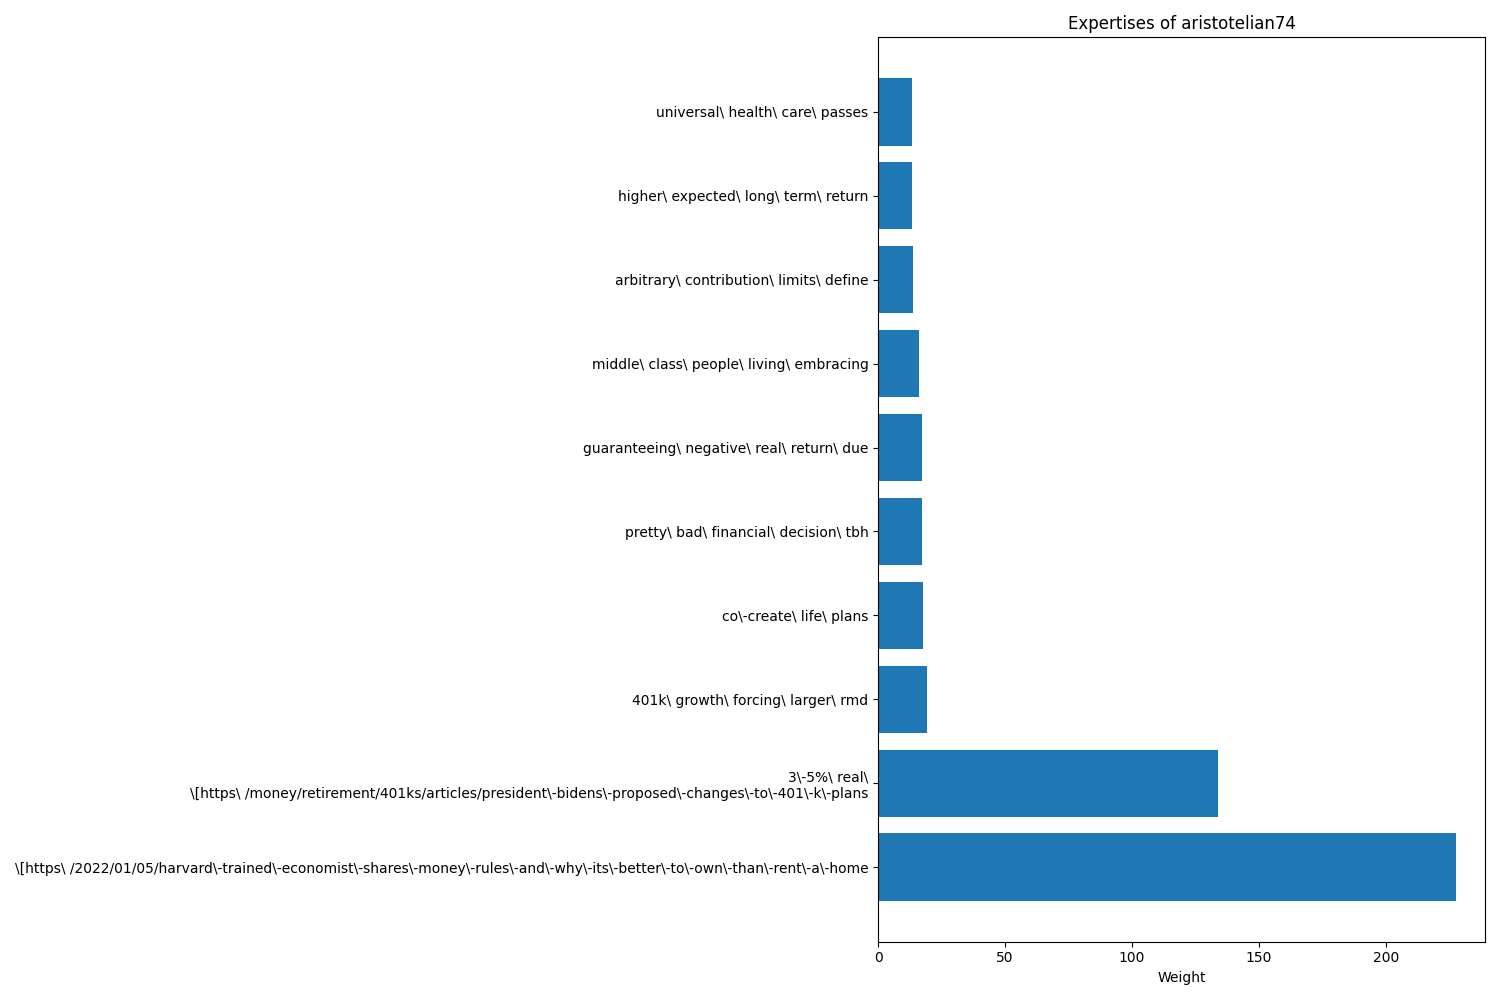 Expertises of aristotelian74
universal\ health\ care\ passes
higher\ expected\ long\ term\ return
arbitrary\ contribution\ limits\ define
middle\ class\ people\ living\ embracing
guaranteeing\ negative\ real\ return\ due
pretty\ bad\ financial\ decision\ tbh
co\-create\ life\ plans
401k\ growth\ forcing\ larger\ rmd
3\-5%\ real\
\[https\ /money/retirement/401ks/articles/president\-bidens\-proposed\-changes\-to\-401\-k\-plans
\[https\ /2022/01/05/harvard\-trained\-economist\-shares\-money\-rules\-and\-why\-its\-better\-to\-own\-than\-rent\-a\-home
0 50 100 150 200
Weight